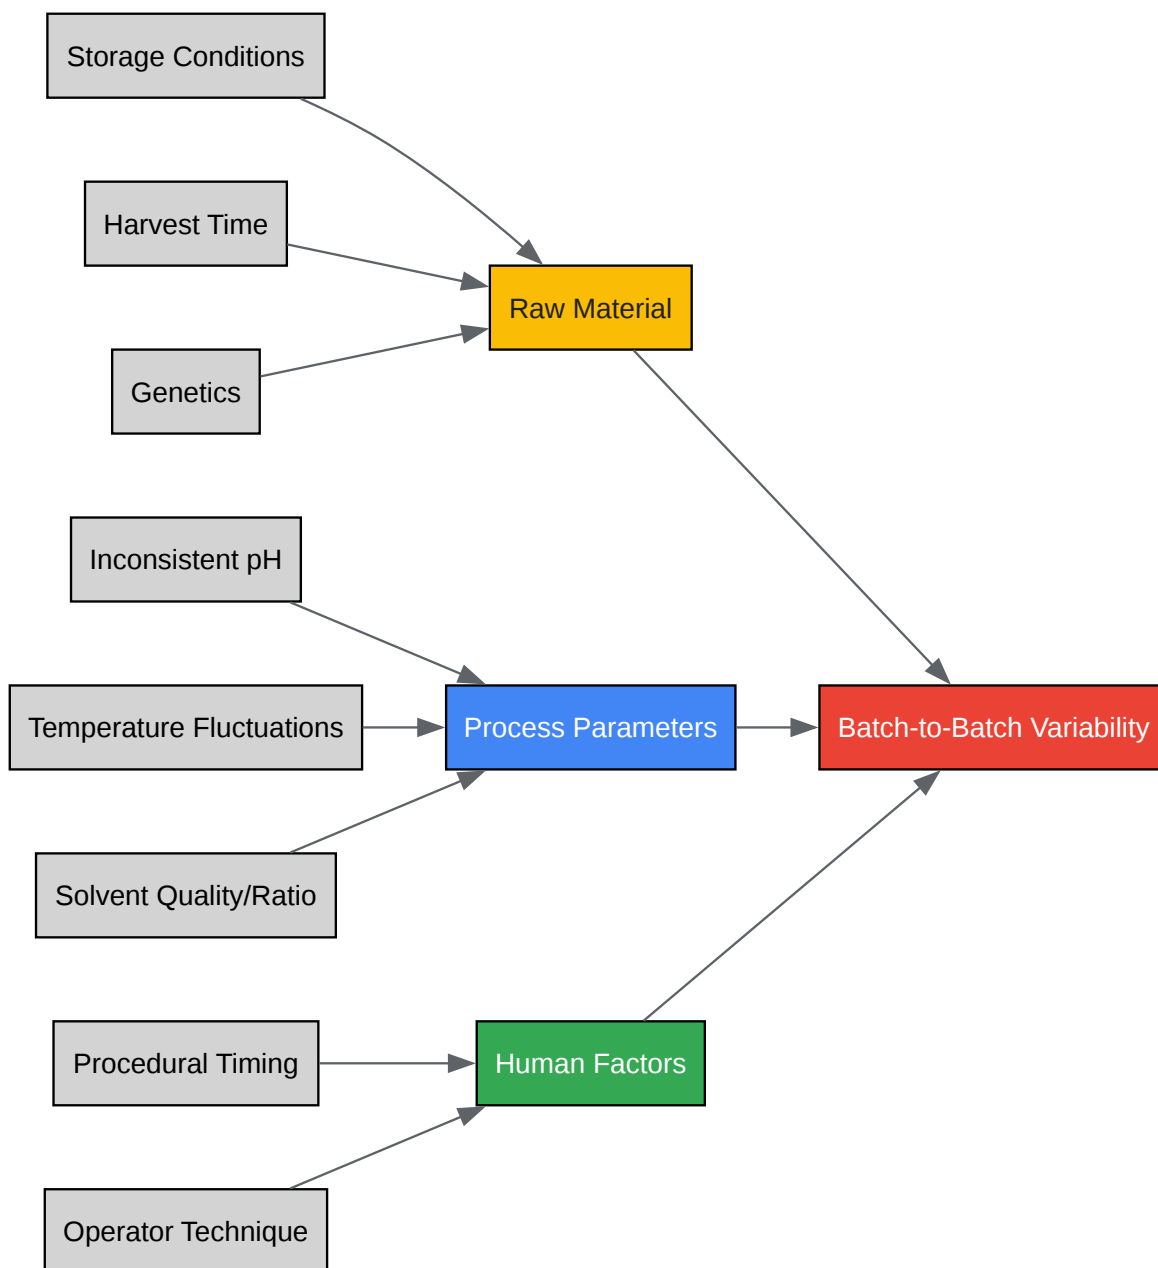 Storage Conditions
Harvest Time
Raw Material
Genetics
Inconsistent pH
Temperature Fluctuations
Process Parameters
Batch-to-Batch Variability
Solvent Quality/Ratio
Procedural Timing
Human Factors
Operator Technique